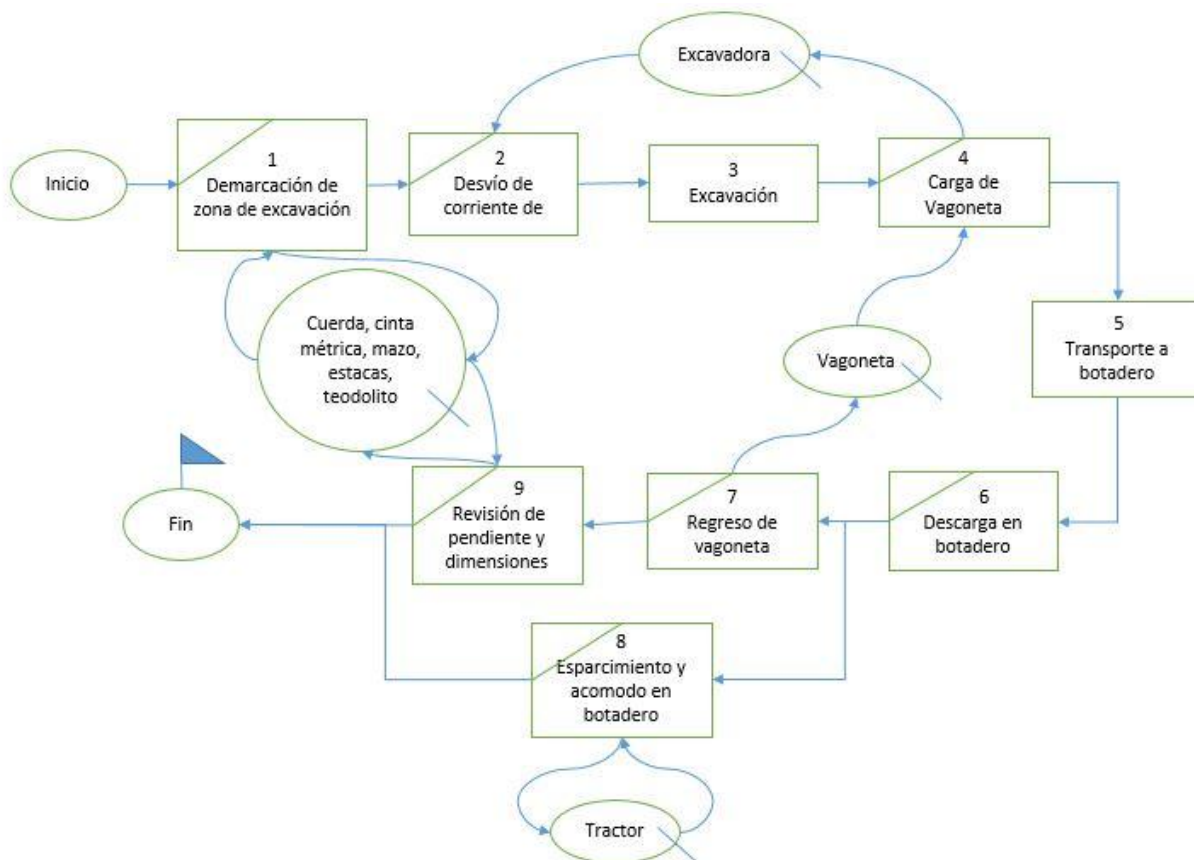 Excavadora
Inicio
1
Demarcación de
zona de excavación
2
Desvío de
corriente de
3
Excavación
4
Carga de
Vagoneta
Cuerda, cinta
métrica, mazo,
estacas,
teodolito
Vagoneta
5
Transporte a
botadero
Fin
9
Revisión de
pendiente y
dimensiones
7
Regreso de
vagoneta
6
Descarga en
botadero
8
Esparcimiento y
acomodo en
botadero
Tractor